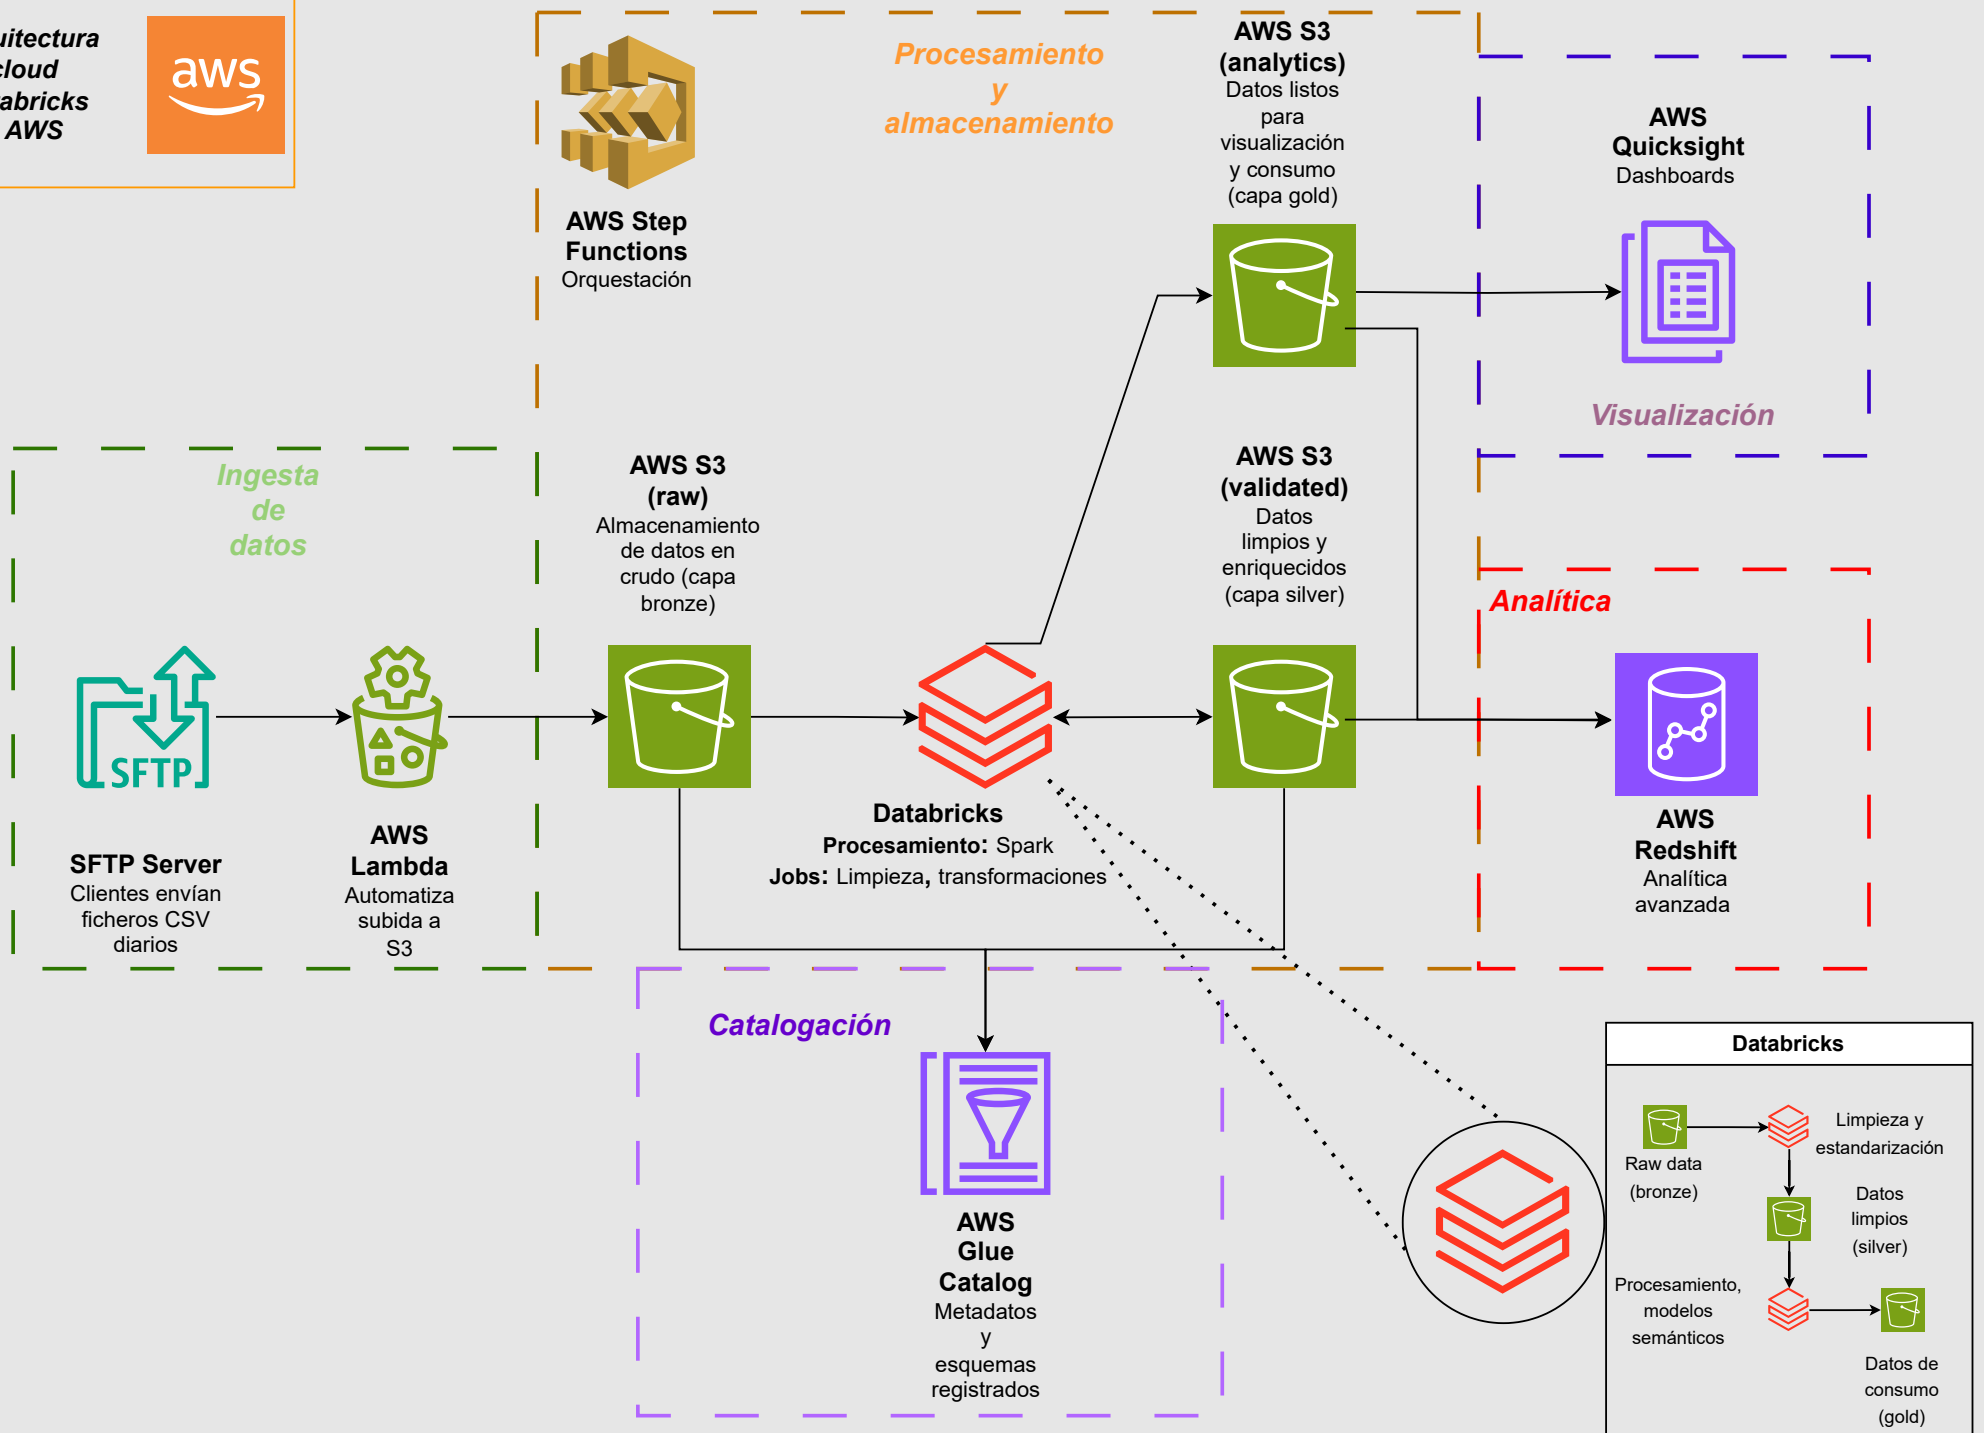 uitectura
cloud
abricks
AWS
aws
Procesamiento
y
almacenamiento
AWS Step
Functions
Orquestación
AWS S3
(analytics)
Datos listos
para
visualización
y consumo
(capa gold)
AWS
Quicksight
Dashboards
Visualización
Ingesta
de
datos
SFTP
SFTP Server
Clientes envían
ficheros CSV
diarios
AWS
Lambda
Automatiza
subida a
S3
AWS S3
(raw)
Almacenamiento
de datos en
crudo (capa
bronze)
Databricks
Procesamiento: Spark
Jobs: Limpieza, transformaciones
AWS S3
(validated)
Datos
limpios y
enriquecidos
(capa silver)
Analítica
AWS
Redshift
Analítica
avanzada
Catalogación
AWS
Glue
Catalog
Metadatos
y
esquemas
registrados
Databricks
Raw data
(bronze)
Limpieza y
estandarización
Datos
limpios
(silver)
Procesamiento,
modelos
semánticos
Datos de
consumo
(gold)